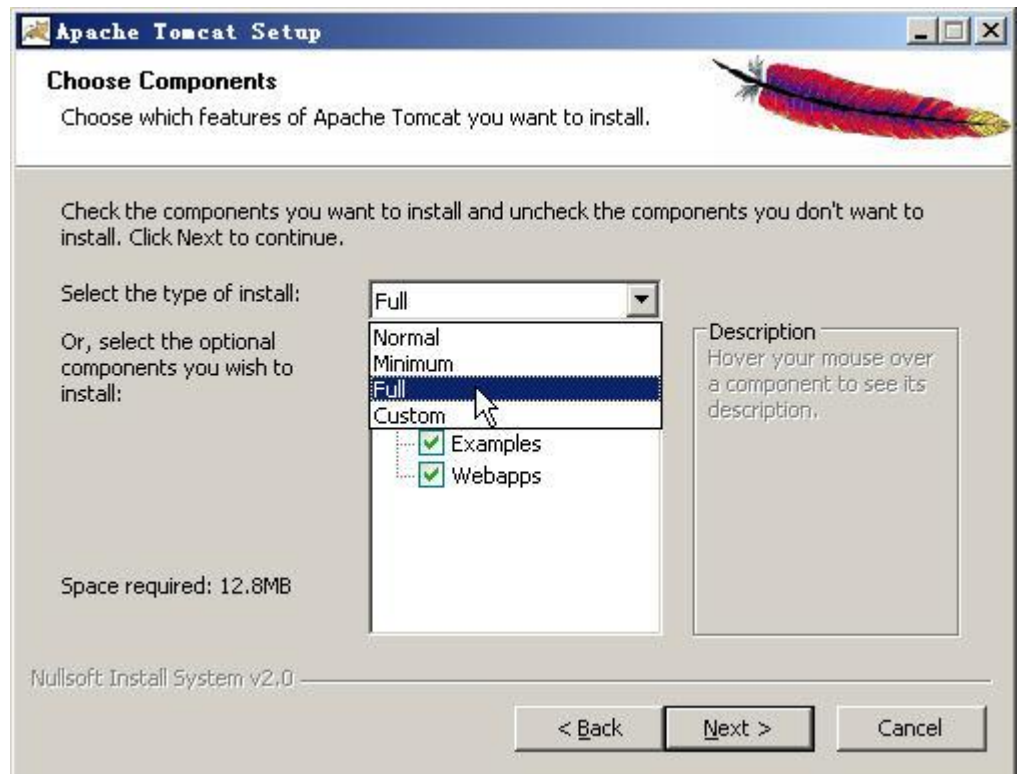 Apache Tomcat Setup
Choose Components
Choose which features of Apache Tomcat you want to install.
Check the components you want to install and uncheck the components you don't want to
install. Click Next to continue.
Select the type of install:
Full
Or, select the optional
components you wish to
install:
Normal
Minimum
Full
Custom
Examples
Webapps
Description
Hover your mouse over
a component to see its
description.
Space required: 12.8MB
Nullsoft Install System v2.0
< Back
Next >
Cancel